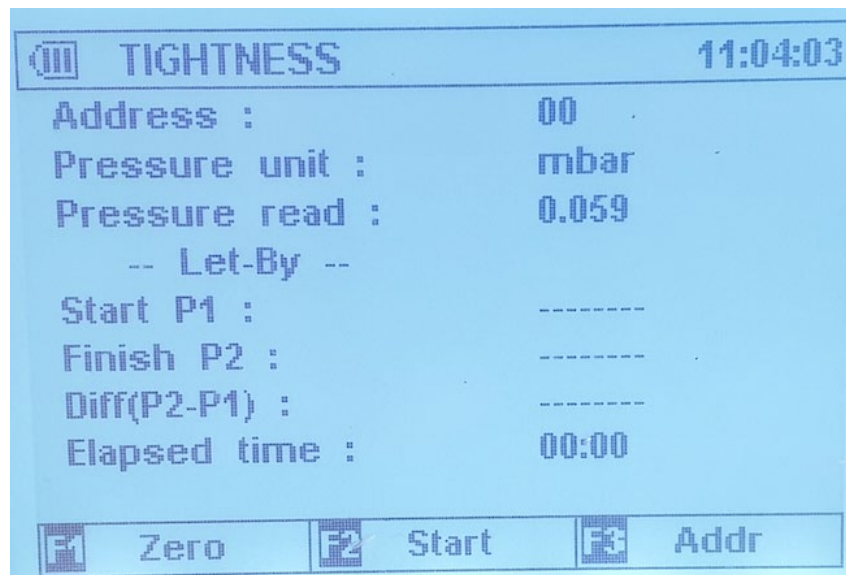 TIGHTNESS 11:04:03
Address : 00
Pressure unit : mbar
Pressure read : 0.059
-- Let-By --
Start P1 : --------
Finish P2 : --------
Diff(P2-P1) : --------
Elapsed time : 00:00
F1 Zero F2 Start F3 Addr